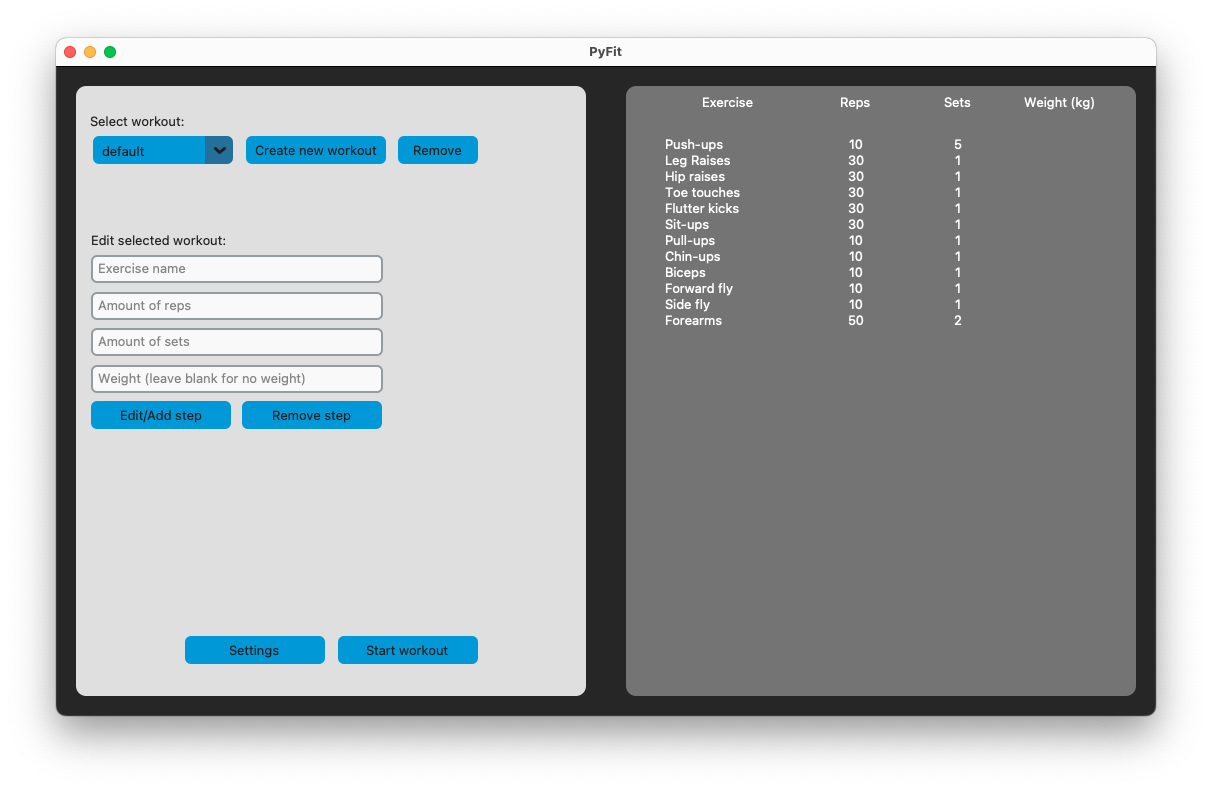 PyFit
Select workout:
default
Create new workout
Remove
Edit selected workout:
Exercise name
Amount of reps
Amount of sets
Weight (leave blank for no weight)
Edit/Add step
Remove step
Settings
Start workout
Exercise Reps Sets Weight (kg)
Push-ups 10 5
Leg Raises 30 1
Hip raises 30 1
Toe touches 30 1
Flutter kicks 30 1
Sit-ups 30 1
Pull-ups 10 1
Chin-ups 10 1
Biceps 10 1
Forward fly 10 1
Side fly 10 1
Forearms 50 2